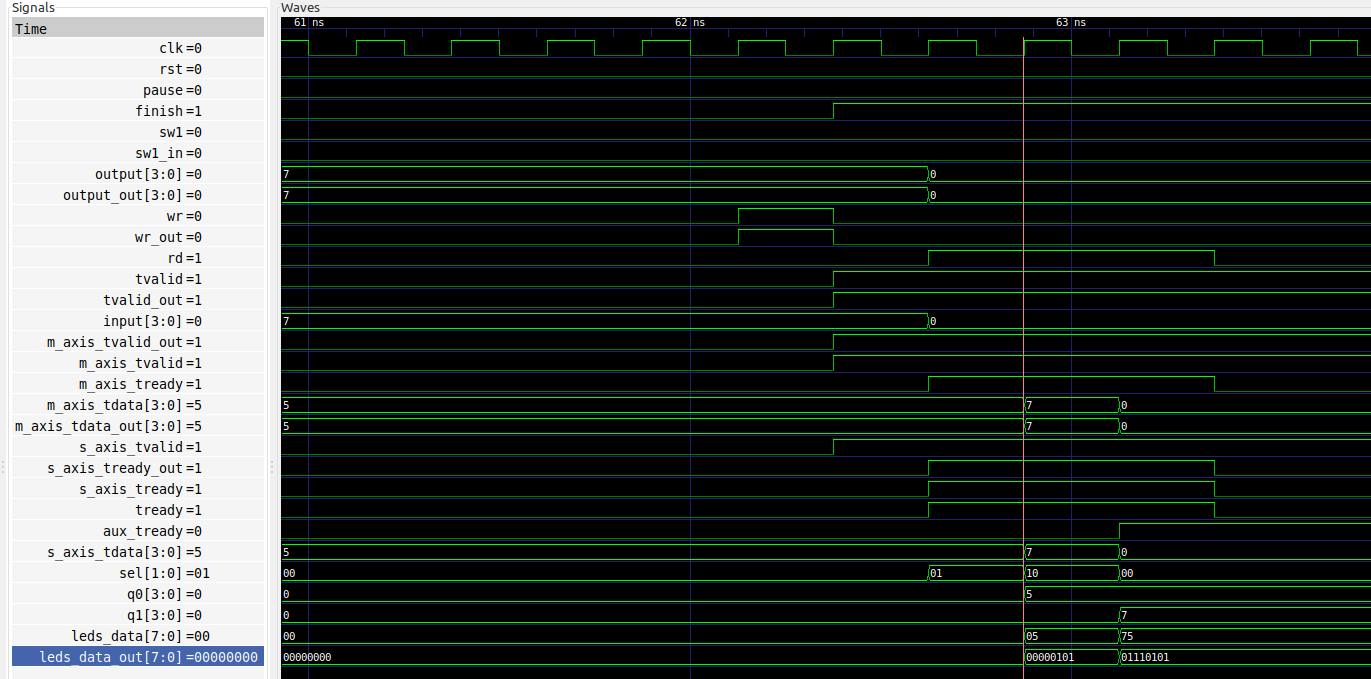 Signals
Waves
Time
61 ns 62 ns 63 ns
clk=0
rst=0
pause=0
finish=1
sw1=0
sw1_in=0
output[3:0]=0 7 0
output_out[3:0]=0 7 0
wr=0
wr_out=0
rd=1
tvalid=1
tvalid_out=1
input[3:0]=0 7 0
m_axis_tvalid_out=1
m_axis_tvalid=1
m_axis_tready=1
m_axis_tdata[3:0]=5 5 7 0
m_axis_tdata_out[3:0]=5 5 7 0
s_axis_tvalid=1
s_axis_tready_out=1
s_axis_tready=1
tready=1
aux_tready=0
s_axis_tdata[3:0]=5 5 7 0
sel[1:0]=01 00 01 10 00
q0[3:0]=0 0 5
q1[3:0]=0 0 7
leds_data[7:0]=00 00 05 75
leds_data_out[7:0]=00000000 00000000 00000101 01110101